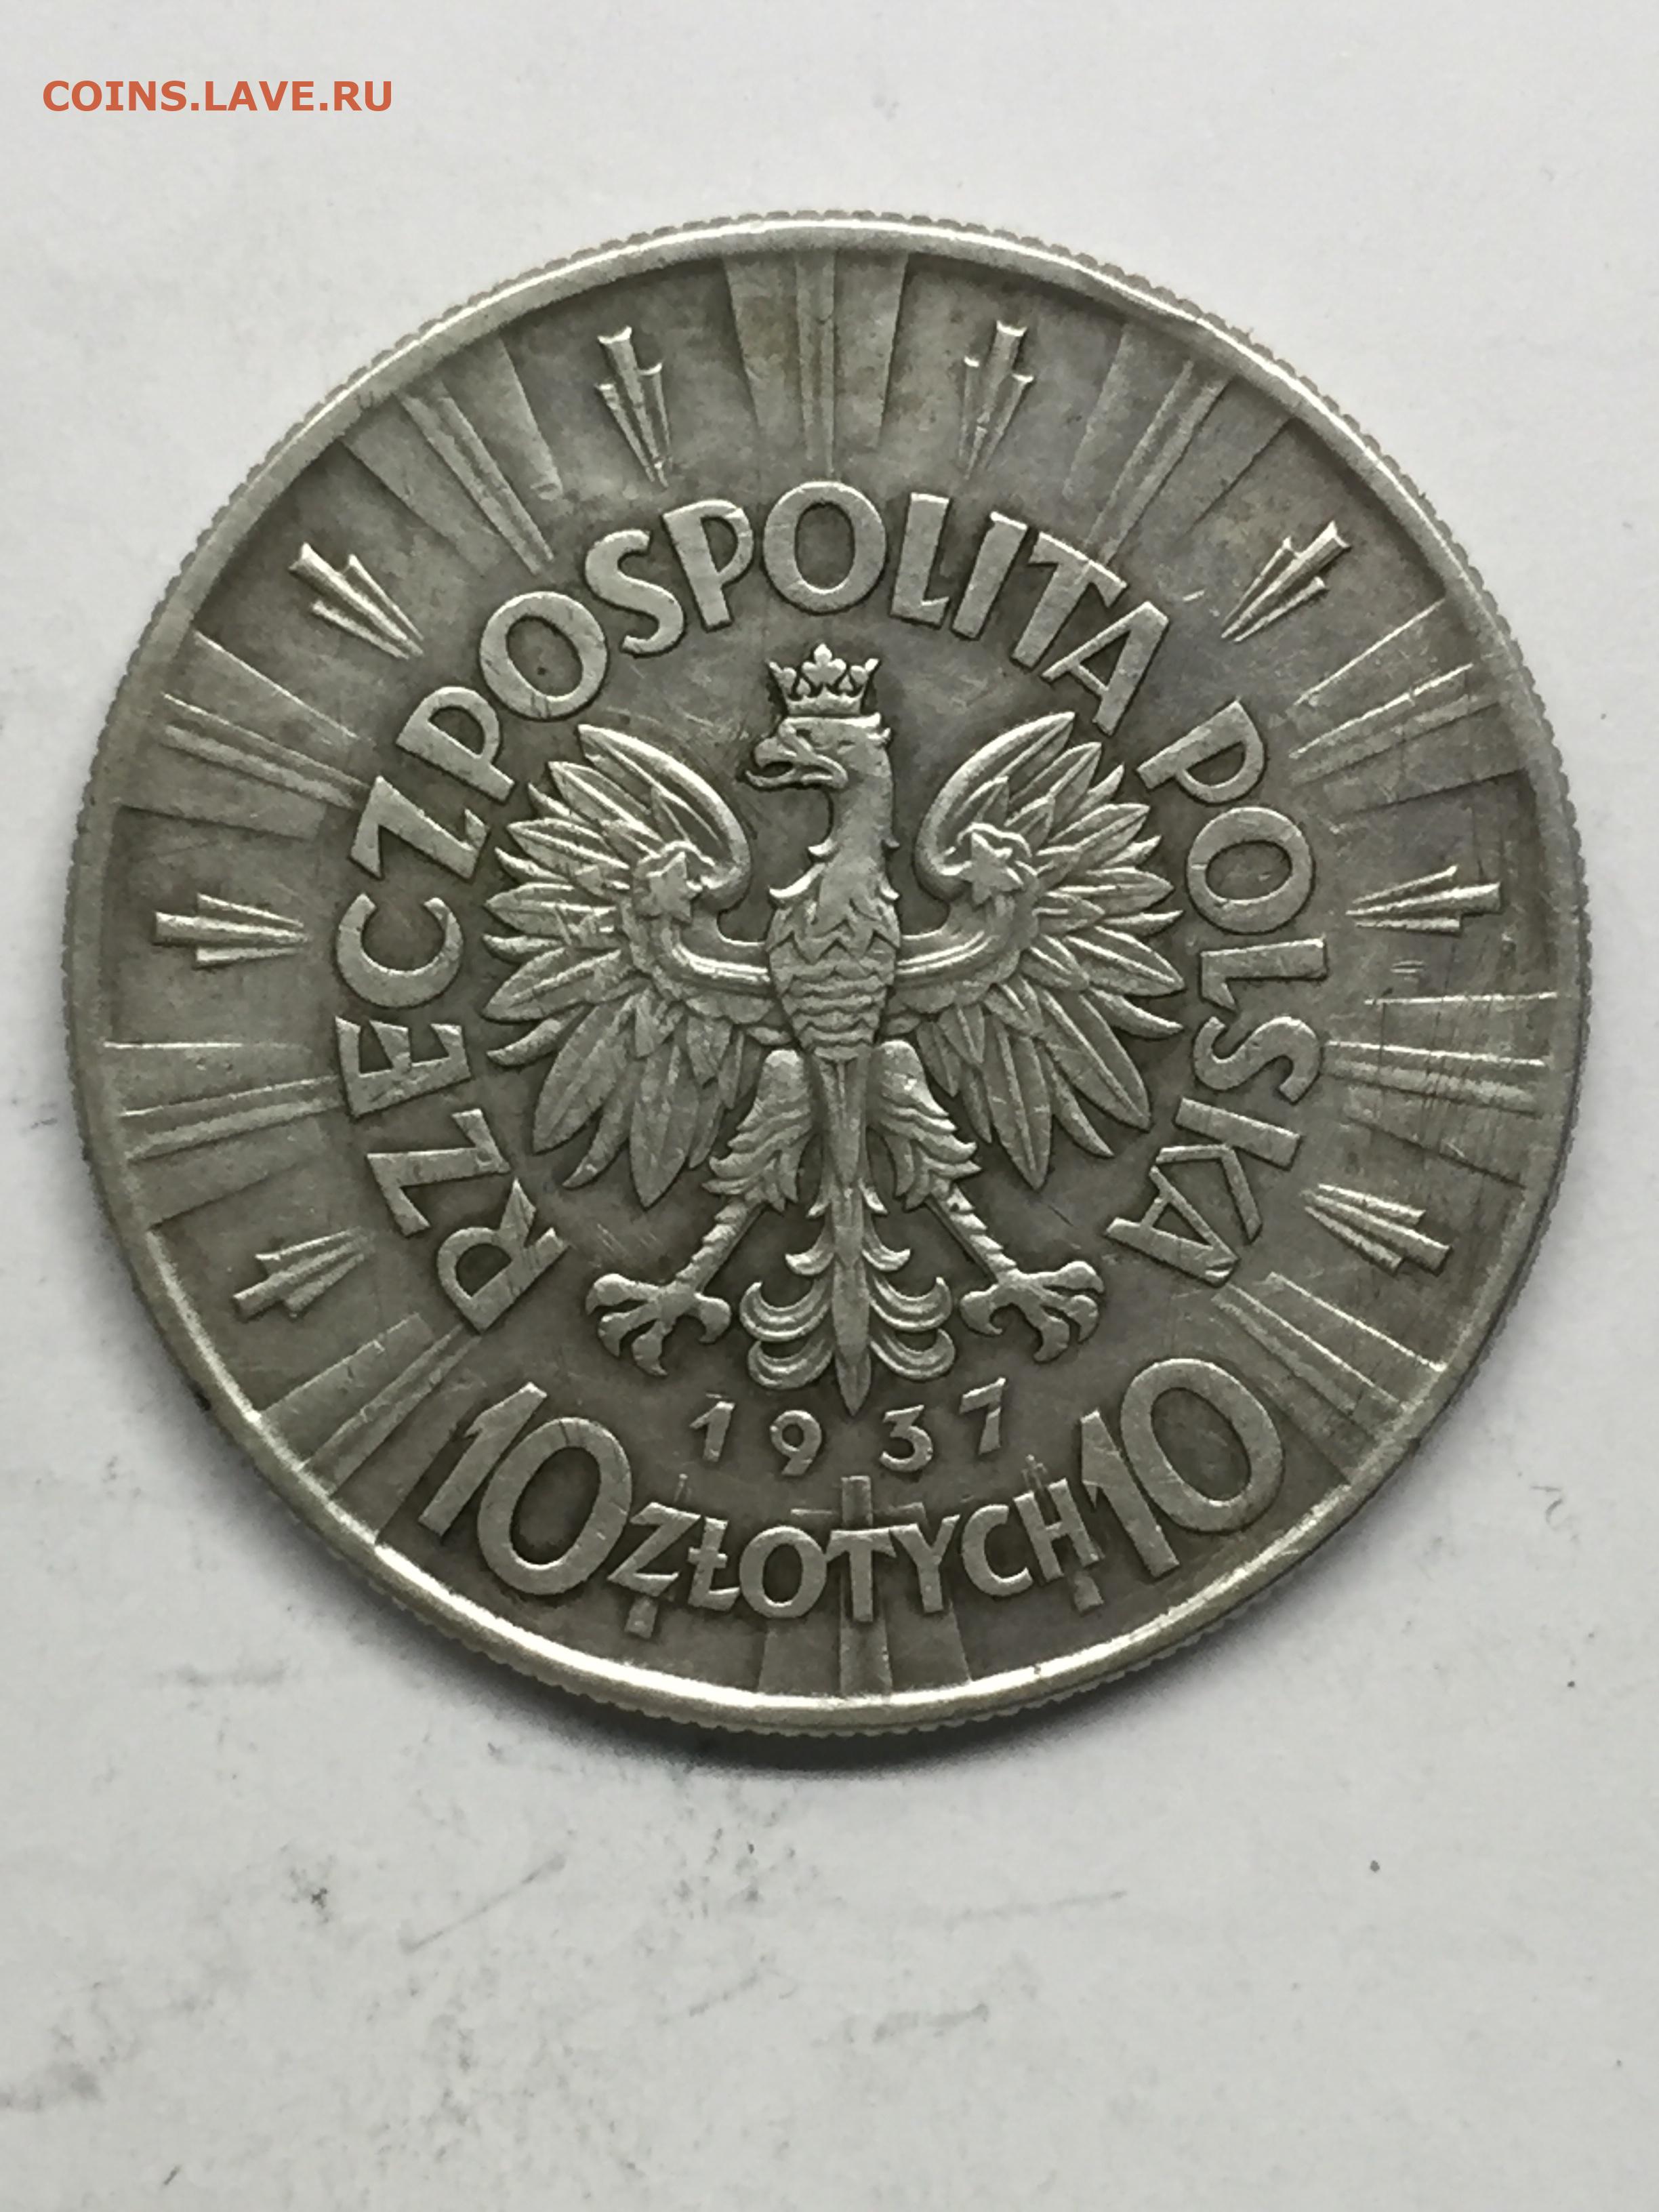 COINS.LAVE.RU
RZECZPOSPOLITA POLSKA
1937
10 ZŁOTYCH 10